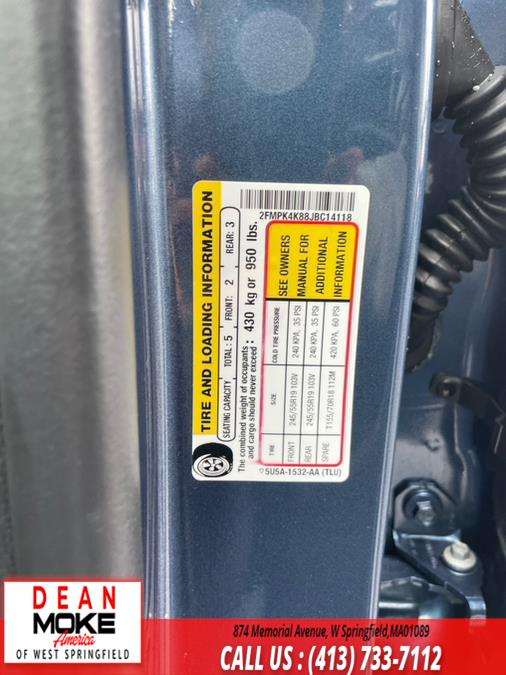 2FMPK4K88JBC14118
TIRE AND LOADING INFORMATION
SEATING CAPACITY TOTAL: 5 FRONT: 2 REAR: 3
The combined weight of occupants
and cargo should never exceed : 430 kg or 950 lbs.
TIRE SIZE COLD TIRE PRESSURE
FRONT 245/55R19 103V 240 KPA, 35 PSI
REAR 245/55R19 103V 240 KPA, 35 PSI
SPARE T155/70R18 112M 420 KPA, 60 PSI
SEE OWNERS
MANUAL FOR
ADDITIONAL
INFORMATION
5U5A-1532-AA (TLU)
DEAN
MOKE
America
OF WEST SPRINGFIELD
874 Memorial Avenue, W Springfield,MA01089
CALL US : (413) 733-7112